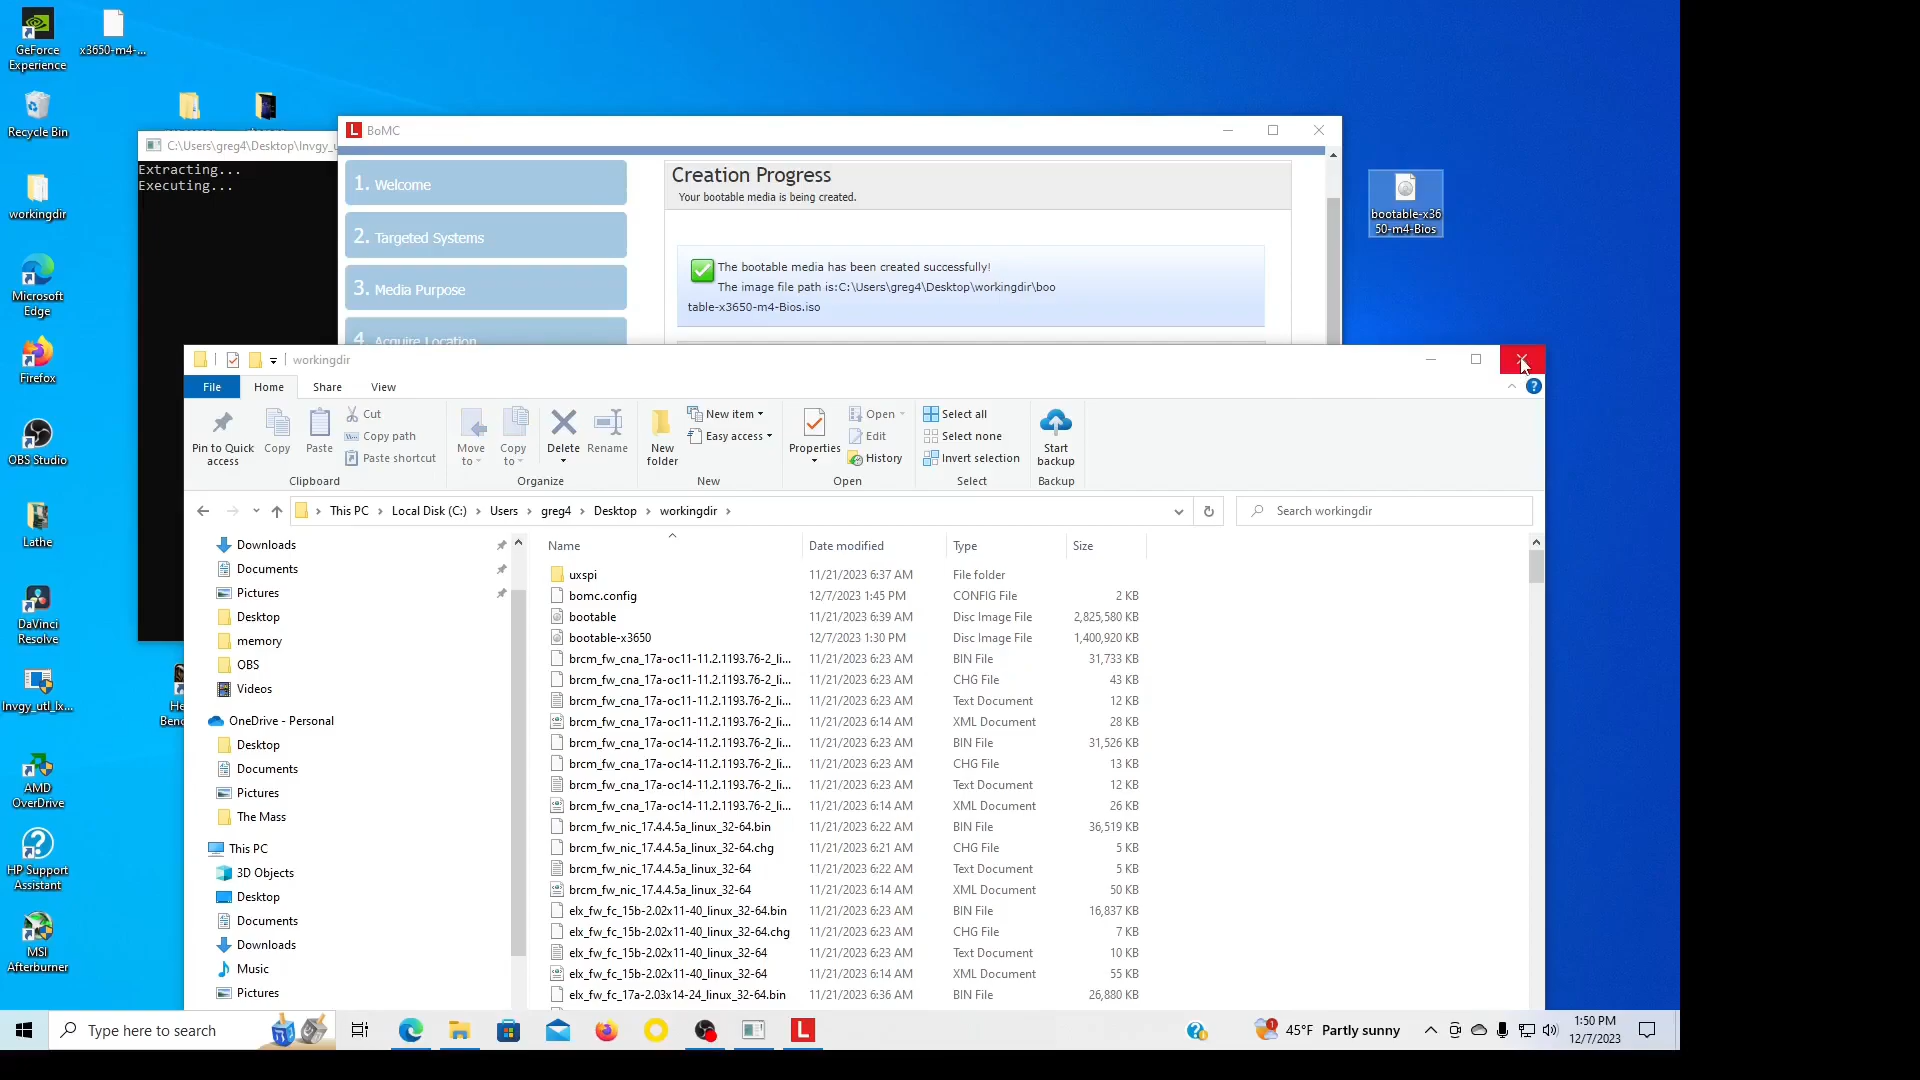 GeForce
Experience
x3650-m4-...
Recycle Bin
workingdir
Microsoft
Edge
Firefox
OBS Studio
Lathe
DaVinci
Resolve
Invgy_utl_lx...
AMD
OverDrive
HP Support
Assistant
MSI
Afterburner
He
Benc
bootable-x36
50-m4-Bios
C:\Users\greg4\Desktop\Invgy_u
Extracting...
Executing...
L BoMC
1. Welcome
2. Targeted Systems
3. Media Purpose
4. Acquire Location
Creation Progress
Your bootable media is being created.
The bootable media has been created successfully!
The image file path is:C:\Users\greg4\Desktop\workingdir\boo
table-x3650-m4-Bios.iso
workingdir
File Home Share View
Pin to Quick
access
Copy
Paste
Cut
Copy path
Paste shortcut
Clipboard
Move
to
Copy
to
Delete
Rename
Organize
New
folder
New item
Easy access
New
Properties
Open
Edit
History
Open
Select all
Select none
Invert selection
Select
Start
backup
Backup
This PC > Local Disk (C:) > Users > greg4 > Desktop > workingdir >
Search workingdir
Downloads
Documents
Pictures
Desktop
memory
OBS
Videos
OneDrive - Personal
Desktop
Documents
Pictures
The Mass
This PC
3D Objects
Desktop
Documents
Downloads
Music
Pictures
Name Date modified Type Size
uxspi 11/21/2023 6:37 AM File folder
bomc.config 12/7/2023 1:45 PM CONFIG File 2 KB
bootable 11/21/2023 6:39 AM Disc Image File 2,825,580 KB
bootable-x3650 12/7/2023 1:30 PM Disc Image File 1,400,920 KB
brcm_fw_cna_17a-oc11-11.2.1193.76-2_li... 11/21/2023 6:23 AM BIN File 31,733 KB
brcm_fw_cna_17a-oc11-11.2.1193.76-2_li... 11/21/2023 6:23 AM CHG File 43 KB
brcm_fw_cna_17a-oc11-11.2.1193.76-2_li... 11/21/2023 6:23 AM Text Document 12 KB
brcm_fw_cna_17a-oc11-11.2.1193.76-2_li... 11/21/2023 6:14 AM XML Document 28 KB
brcm_fw_cna_17a-oc14-11.2.1193.76-2_li... 11/21/2023 6:23 AM BIN File 31,526 KB
brcm_fw_cna_17a-oc14-11.2.1193.76-2_li... 11/21/2023 6:23 AM CHG File 13 KB
brcm_fw_cna_17a-oc14-11.2.1193.76-2_li... 11/21/2023 6:23 AM Text Document 12 KB
brcm_fw_cna_17a-oc14-11.2.1193.76-2_li... 11/21/2023 6:14 AM XML Document 26 KB
brcm_fw_nic_17.4.4.5a_linux_32-64.bin 11/21/2023 6:22 AM BIN File 36,519 KB
brcm_fw_nic_17.4.4.5a_linux_32-64.chg 11/21/2023 6:21 AM CHG File 5 KB
brcm_fw_nic_17.4.4.5a_linux_32-64 11/21/2023 6:22 AM Text Document 5 KB
brcm_fw_nic_17.4.4.5a_linux_32-64 11/21/2023 6:14 AM XML Document 50 KB
elx_fw_fc_15b-2.02x11-40_linux_32-64.bin 11/21/2023 6:23 AM BIN File 16,837 KB
elx_fw_fc_15b-2.02x11-40_linux_32-64.chg 11/21/2023 6:23 AM CHG File 7 KB
elx_fw_fc_15b-2.02x11-40_linux_32-64 11/21/2023 6:23 AM Text Document 10 KB
elx_fw_fc_15b-2.02x11-40_linux_32-64 11/21/2023 6:14 AM XML Document 55 KB
elx_fw_fc_17a-2.03x14-24_linux_32-64.bin 11/21/2023 6:36 AM BIN File 26,880 KB
Type here to search
L
1
45°F Partly sunny
1:50 PM
12/7/2023